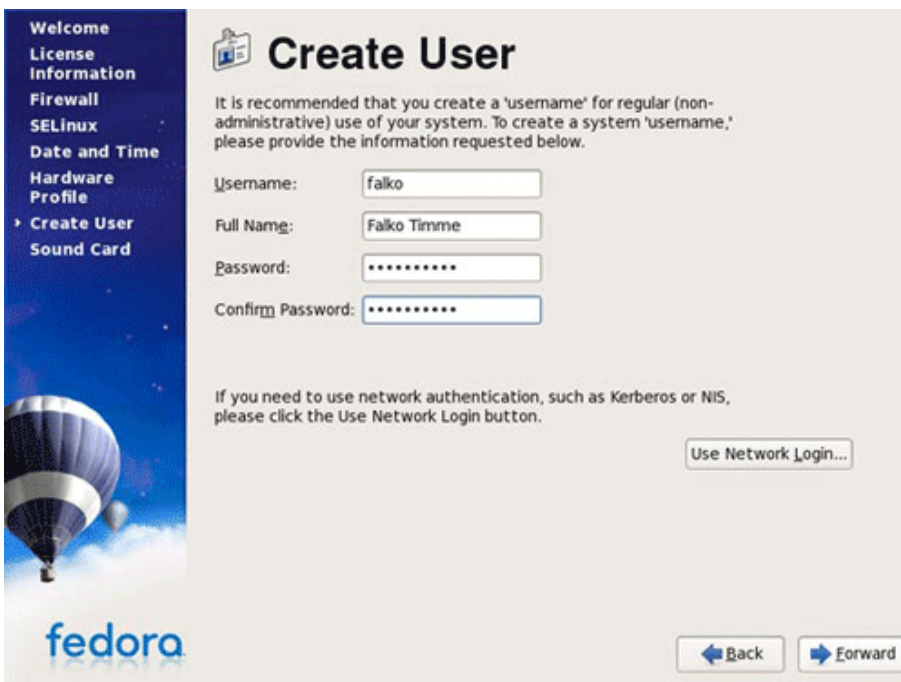 Welcome
License
Information
Firewall
SELinux
Date and Time
Hardware
Profile
Create User
Sound Card
Create User
It is recommended that you create a 'username' for regular (non-
administrative) use of your system. To create a system 'username,'
please provide the information requested below.
Username: falko
Full Name: Falko Timme
Password: ••••••••••
Confirm Password: ••••••••••
If you need to use network authentication, such as Kerberos or NIS,
please click the Use Network Login button.
Use Network Login...
fedora
Back
Forward